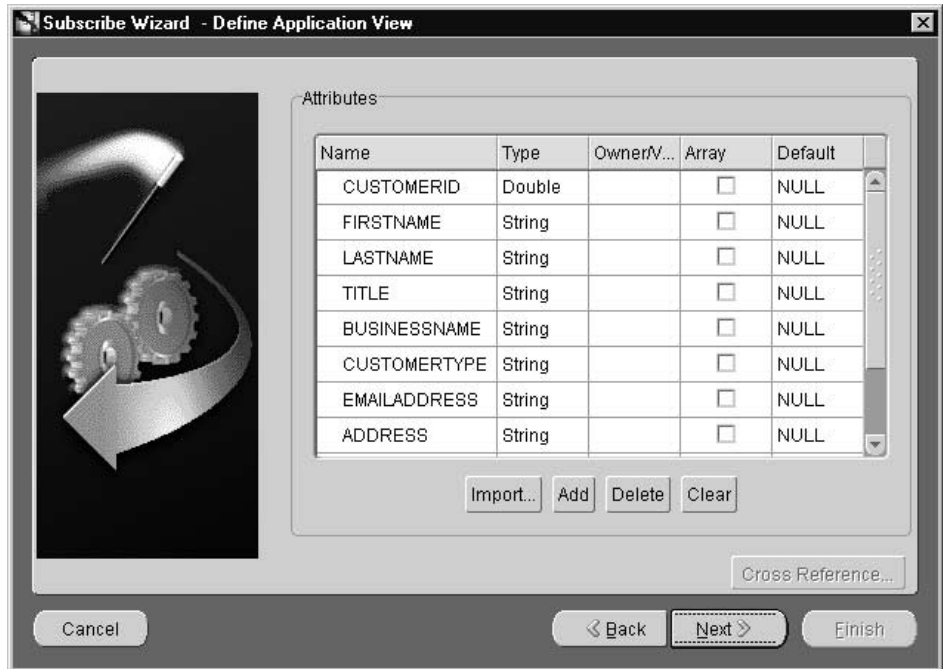 Subscribe Wizard - Define Application View
Attributes
Name Type Owner/V... Array Default
CUSTOMERID Double NULL
FIRSTNAME String NULL
LASTNAME String NULL
TITLE String NULL
BUSINESSNAME String NULL
CUSTOMERTYPE String NULL
EMAILADDRESS String NULL
ADDRESS String NULL
Import... Add Delete Clear
Cross Reference...
Cancel Back Next Finish